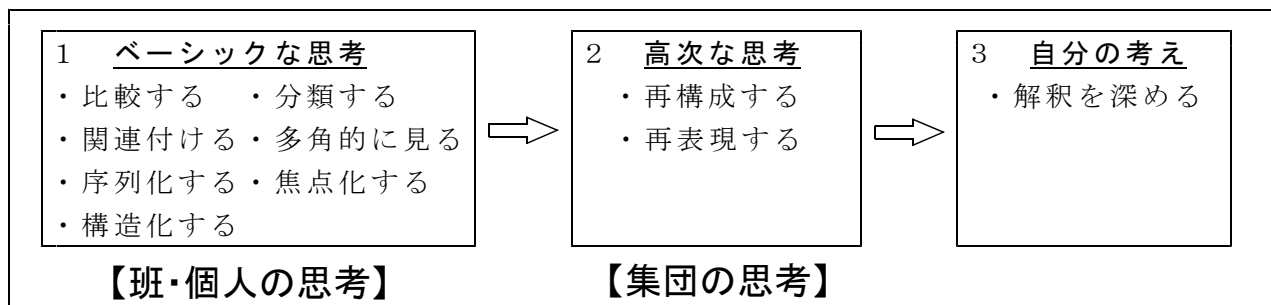 1 ベーシックな思考
・比較する ・分類する
・関連付ける・多角的に見る
・序列化する・焦点化する
・構造化する
【班・個人の思考】
2 高次な思考
・再構成する
・再表現する
【集団の思考】
3 自分の考え
・解釈を深める